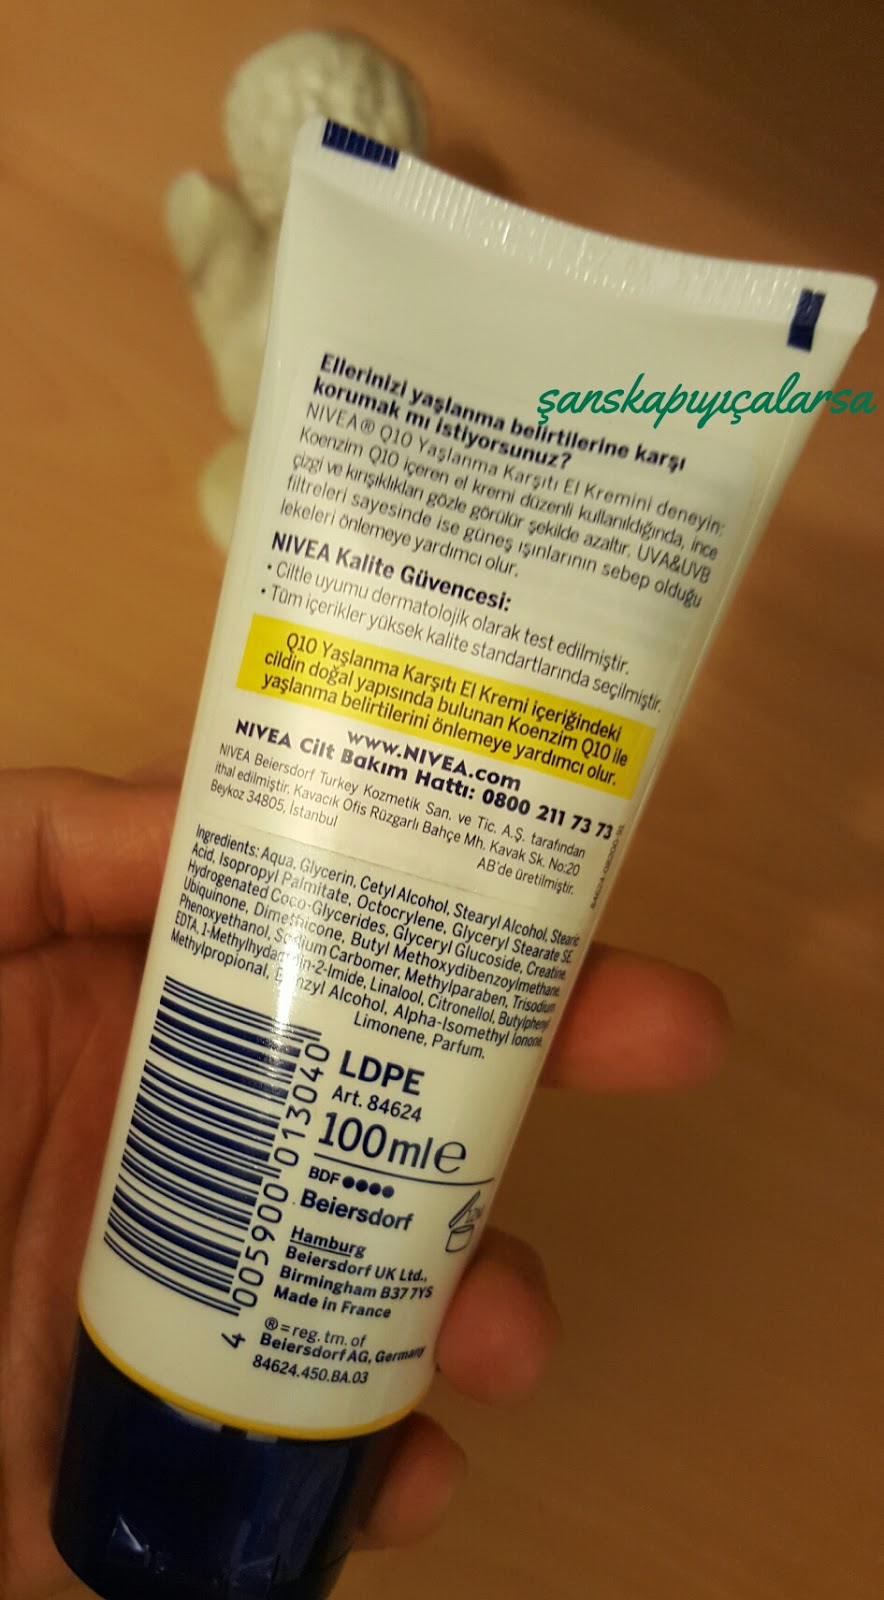 şanskapıyıçalarsa
Ellerinizi yaşlanma belirtilerine karşı
korumak mı istiyorsunuz?
NIVEA® Q10 Yaşlanma Karşıtı El Kremini deneyin:
Koenzim Q10 içeren el kremi düzenli kullanıldığında, ince
çizgi ve kırışıklıkları gözle görülür şekilde azaltır. UVA&UVB
filtreleri sayesinde ise güneş ışınlarının sebep olduğu
lekeleri önlemeye yardımcı olur.
NIVEA Kalite Güvencesi:
• Ciltle uyumu dermatolojik olarak test edilmiştir.
• Tüm içerikler yüksek kalite standartlarında seçilmiştir.
Q10 Yaşlanma Karşıtı El Kremi içeriğindeki
cildin doğal yapısında bulunan Koenzim Q10 ile
yaşlanma belirtilerini önlemeye yardımcı olur.
www.NIVEA.com
NIVEA Cilt Bakım Hattı: 0800 211 73 73
NIVEA Beiersdorf Turkey Kozmetik San. ve Tic. A.Ş. tarafından
ithal edilmiştir. Kavacık Ofis Rüzgarlı Bahçe Mh. Kavak Sk. No:20
Beykoz 34805, İstanbul
AB'de üretilmiştir.
Ingredients: Aqua, Glycerin, Cetyl Alcohol, Stearyl Alcohol, Stearic
Acid, Isopropyl Palmitate, Octocrylene, Glyceryl Stearate SE,
Hydrogenated Coco-Glycerides, Glyceryl Glucoside, Creatine,
Ubiquinone, Dimethicone, Butyl Methoxydibenzoylmethane,
Phenoxyethanol, Sodium Carbomer, Methylparaben, Trisodium
EDTA, 1-Methylhydantoin-2-Imide, Linalool, Citronellol, Butylphenyl
Methylpropional, Benzyl Alcohol, Alpha-Isomethyl Ionone,
Limonene, Parfum.
LDPE
Art. 84624
100ml e
BDF ●●●●
Beiersdorf
Hamburg
Beiersdorf UK Ltd.,
Birmingham B37 7YS
Made in France
®=reg. tm. of
Beiersdorf AG, Germany
84624.450.BA.03
4 005900 013040